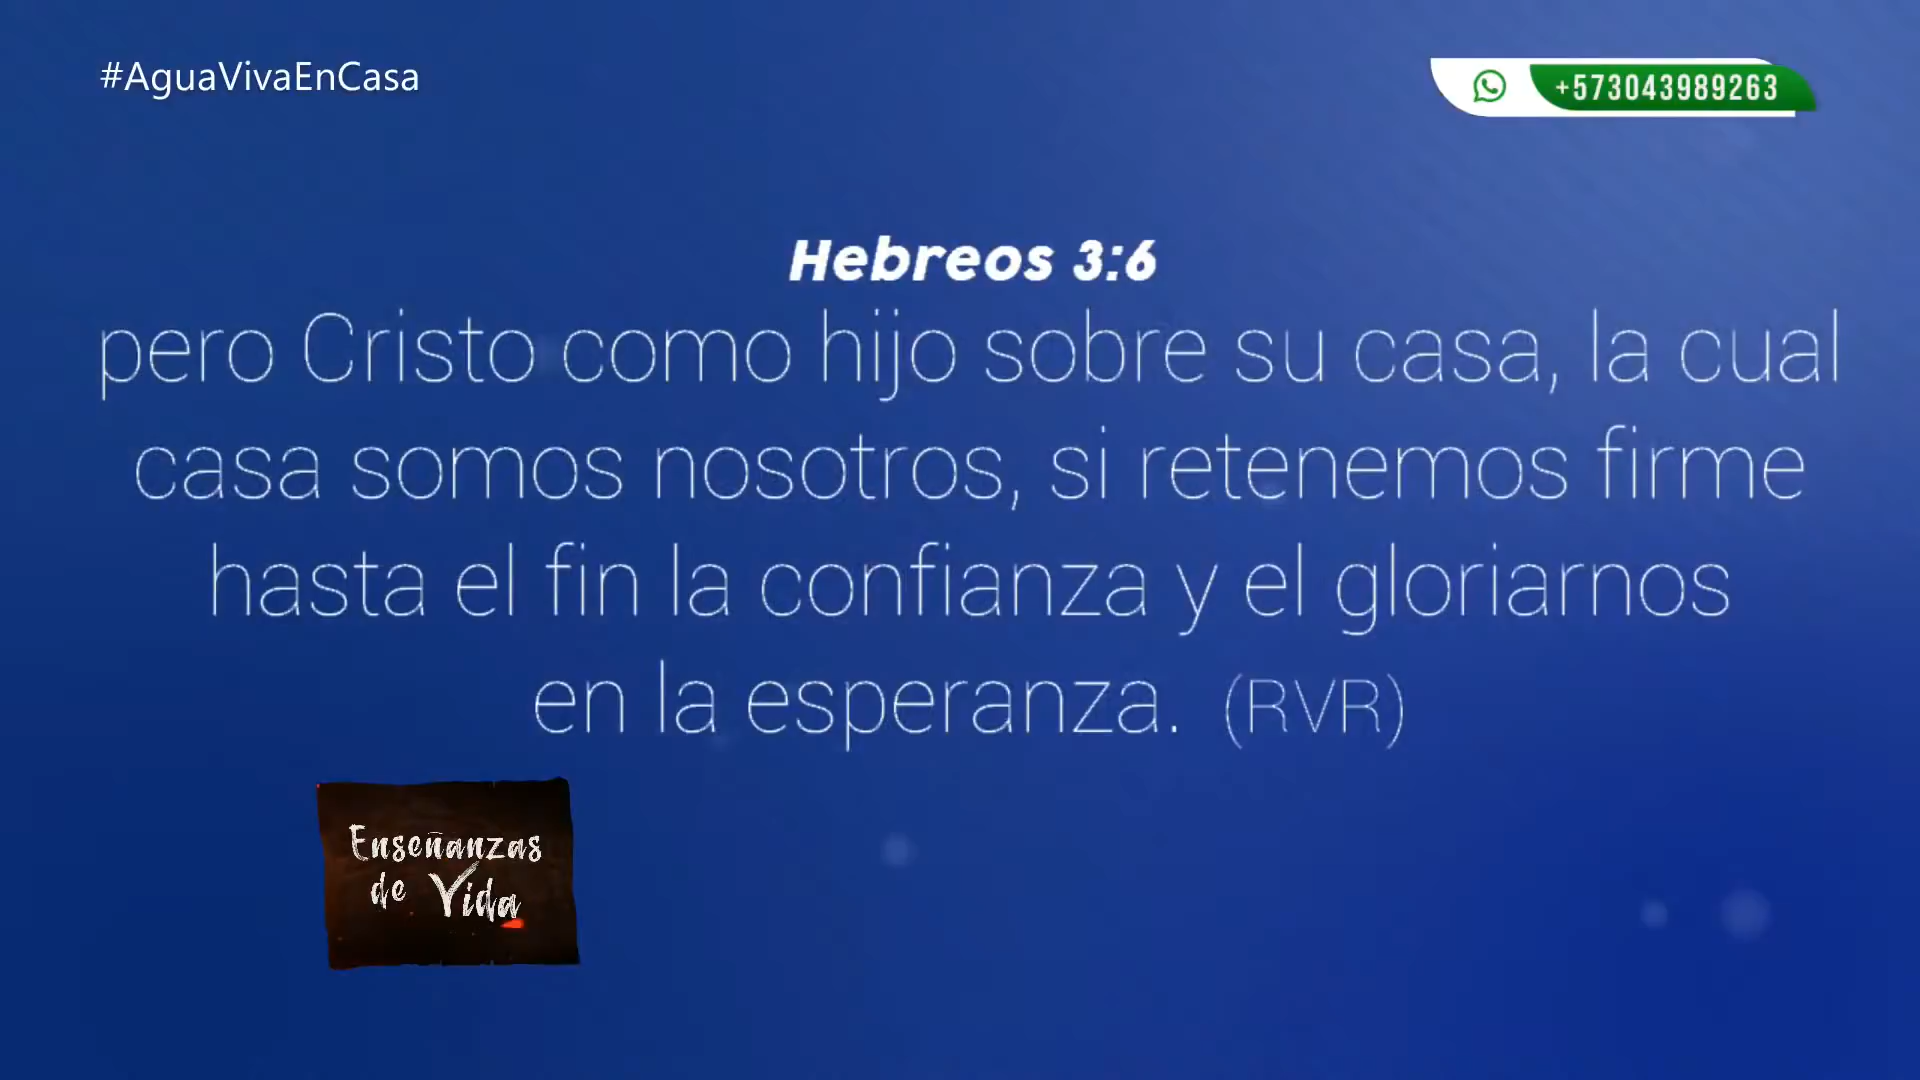 #AguaVivaEnCasa
+573043989263
Hebreos 3:6
pero Cristo como hijo sobre su casa, la cual
casa somos nosotros, si retenemos firme
hasta el fin la confianza y el gloriarnos
en la esperanza. (RVR)
Enseñanzas
de Vida